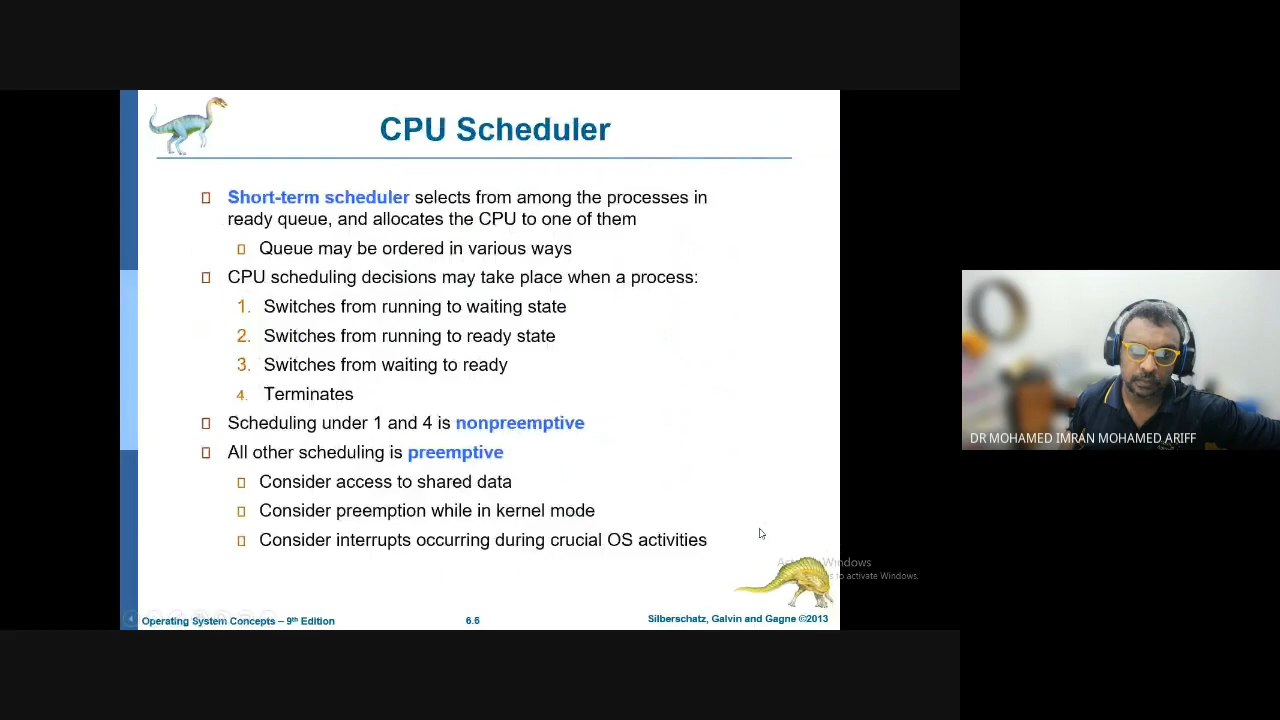 CPU Scheduler
Short-term scheduler selects from among the processes in
ready queue, and allocates the CPU to one of them
Queue may be ordered in various ways
CPU scheduling decisions may take place when a process:
1. Switches from running to waiting state
2. Switches from running to ready state
3. Switches from waiting to ready
4. Terminates
Scheduling under 1 and 4 is nonpreemptive
All other scheduling is preemptive
Consider access to shared data
Consider preemption while in kernel mode
Consider interrupts occurring during crucial OS activities
Windows
to activate Windows.
4
Operating System Concepts – 9th Edition
6.6
Silberschatz, Galvin and Gagne ©2013
DR MOHAMED IMRAN MOHAMED ARIFF